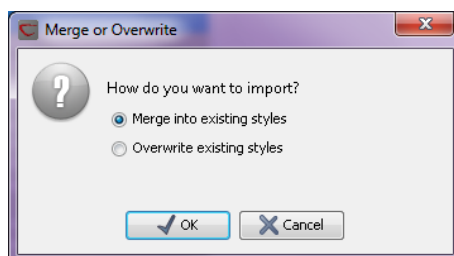 Merge or Overwrite
How do you want to import?
Merge into existing styles
Overwrite existing styles
OK
Cancel